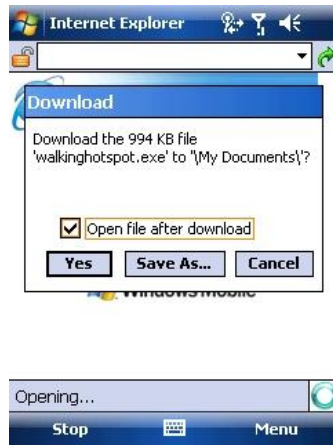 Internet Explorer
Download
Download the 994 KB file
'walkinghotspot.exe' to '\My Documents\'?
Open file after download
Yes Save As... Cancel
Windows Mobile
Opening...
Stop Menu